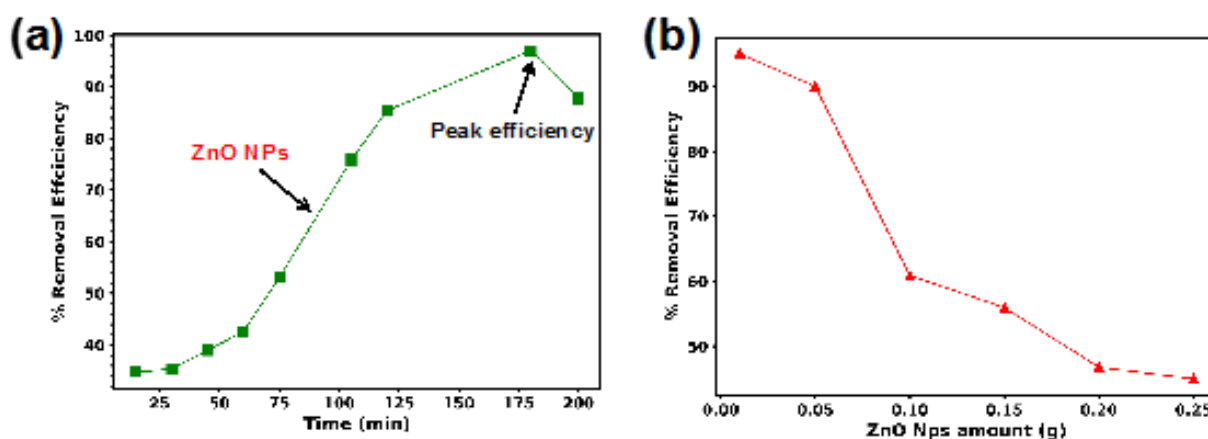 (a)
% Removal Effciciency
100
90
80
70
60
50
40
ZnO NPs
Peak efficiency
25 50 75 100 125 150 175 200
Time (min)
(b)
% Removal Efficiency
90
80
70
60
50
0.00 0.05 0.10 0.15 0.20 0.25
ZnO Nps amount (g)